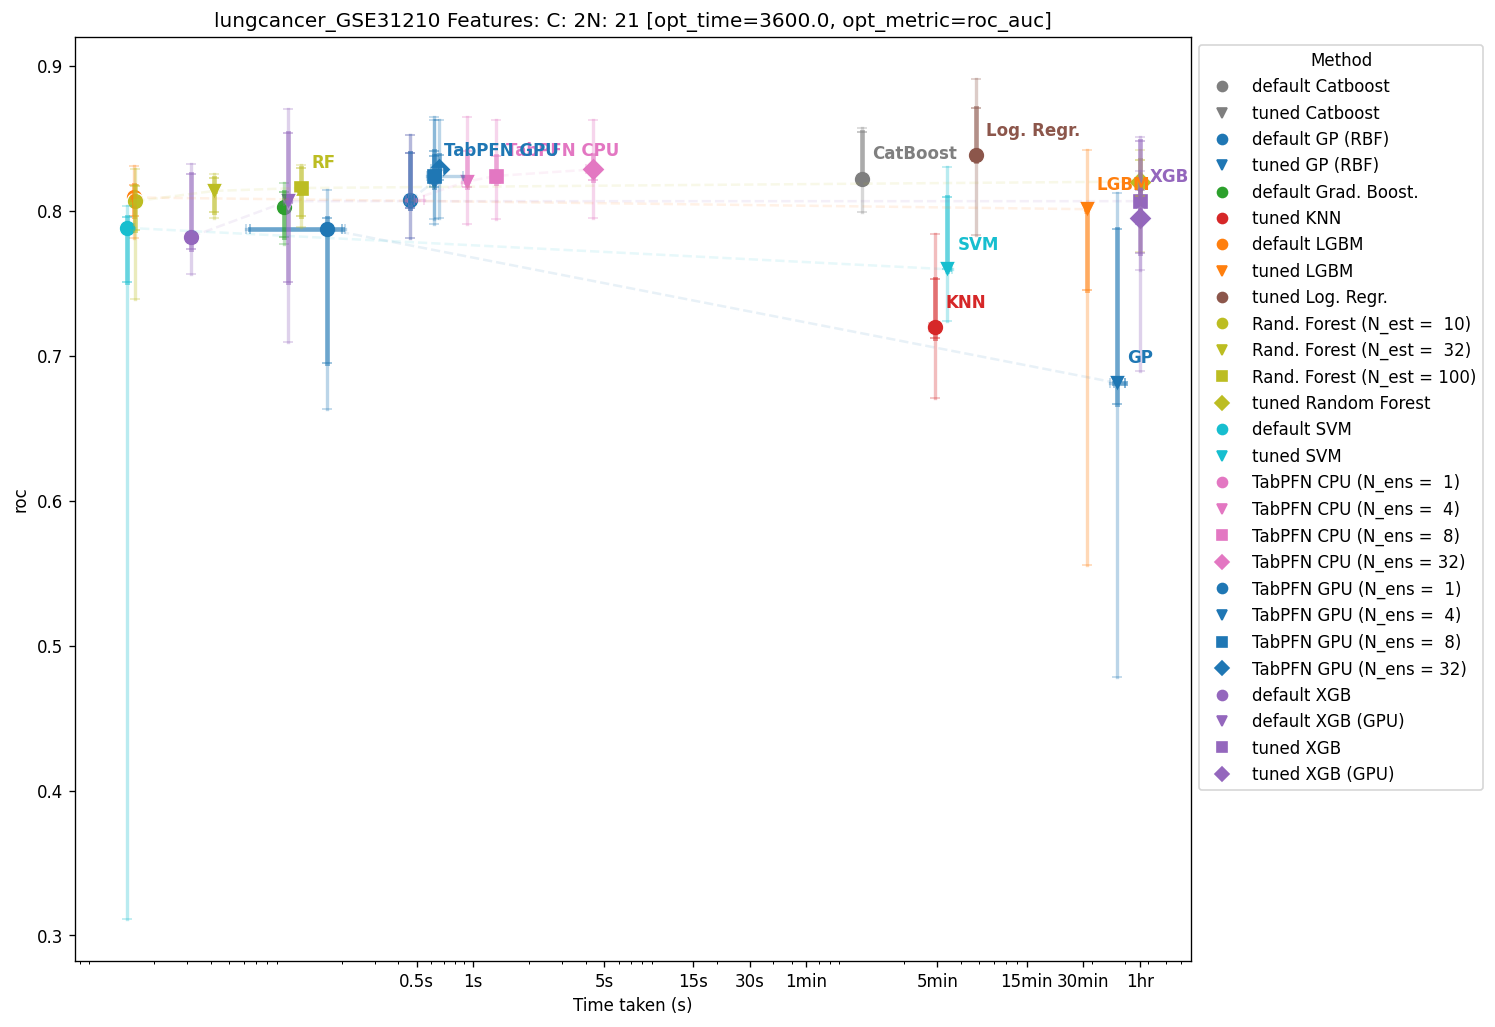 lungcancer_GSE31210 Features: C: 2N: 21 [opt_time=3600.0, opt_metric=roc_auc]
0.9
0.8
0.7
0.6
0.5
0.4
0.3
roc
RF
TabPFN GPU
TabPFN CPU
CatBoost
Log. Regr.
SVM
KNN
LGBM
XGB
GP
0.5s
1s
5s
15s
30s
1min
5min
15min
30min
1hr
Time taken (s)
Method
default Catboost
tuned Catboost
default GP (RBF)
tuned GP (RBF)
default Grad. Boost.
tuned KNN
default LGBM
tuned LGBM
tuned Log. Regr.
Rand. Forest (N_est =  10)
Rand. Forest (N_est =  32)
Rand. Forest (N_est = 100)
tuned Random Forest
default SVM
tuned SVM
TabPFN CPU (N_ens =  1)
TabPFN CPU (N_ens =  4)
TabPFN CPU (N_ens =  8)
TabPFN CPU (N_ens = 32)
TabPFN GPU (N_ens =  1)
TabPFN GPU (N_ens =  4)
TabPFN GPU (N_ens =  8)
TabPFN GPU (N_ens = 32)
default XGB
default XGB (GPU)
tuned XGB
tuned XGB (GPU)